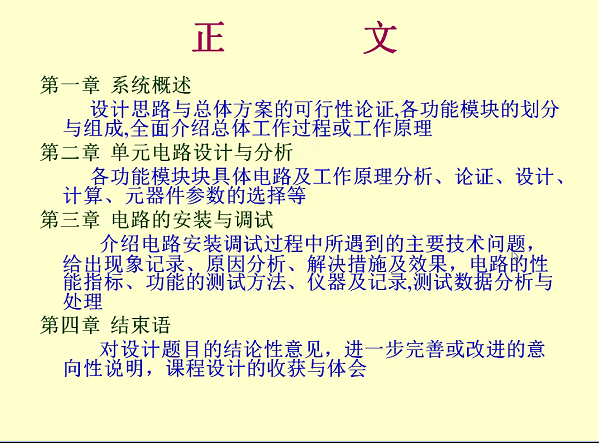 正 文
第一章 系统概述
设计思路与总体方案的可行性论证,各功能模块的划分
与组成,全面介绍总体工作过程或工作原理
第二章 单元电路设计与分析
各功能模块块具体电路及工作原理分析、论证、设计、
计算、元器件参数的选择等
第三章 电路的安装与调试
介绍电路安装调试过程中所遇到的主要技术问题，
给出现象记录、原因分析、解决措施及效果，电路的性
能指标、功能的测试方法、仪器及记录,测试数据分析与
处理
第四章 结束语
对设计题目的结论性意见，进一步完善或改进的意
向性说明，课程设计的收获与体会